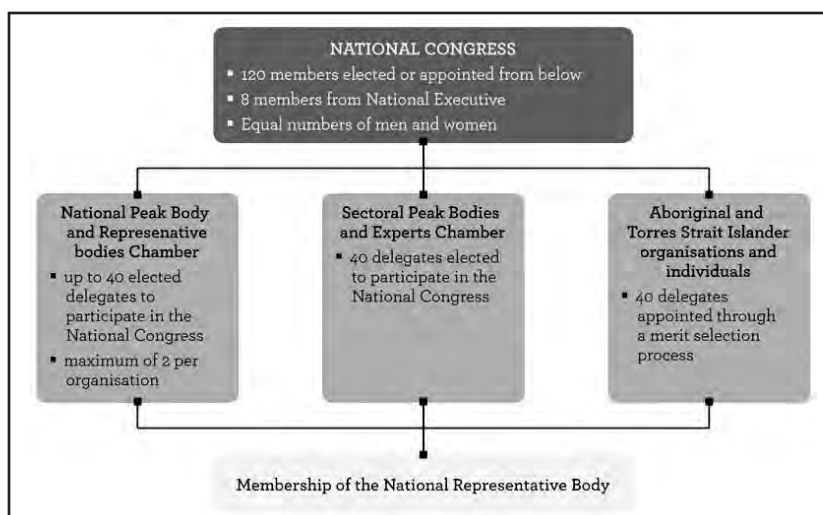 NATIONAL CONGRESS
▪ 120 members elected or appointed from below
▪ 8 members from National Executive
▪ Equal numbers of men and women
National Peak Body
and Represenative
bodies Chamber
▪ up to 40 elected
delegates to
participate in the
National Congress
▪ maximum of 2 per
organisation
Sectoral Peak Bodies
and Experts Chamber
▪ 40 delegates elected
to participate in the
National Congress
Aboriginal and
Torres Strait Islander
organisations and
individuals
▪ 40 delegates
appointed through
a merit selection
process
Membership of the National Representative Body